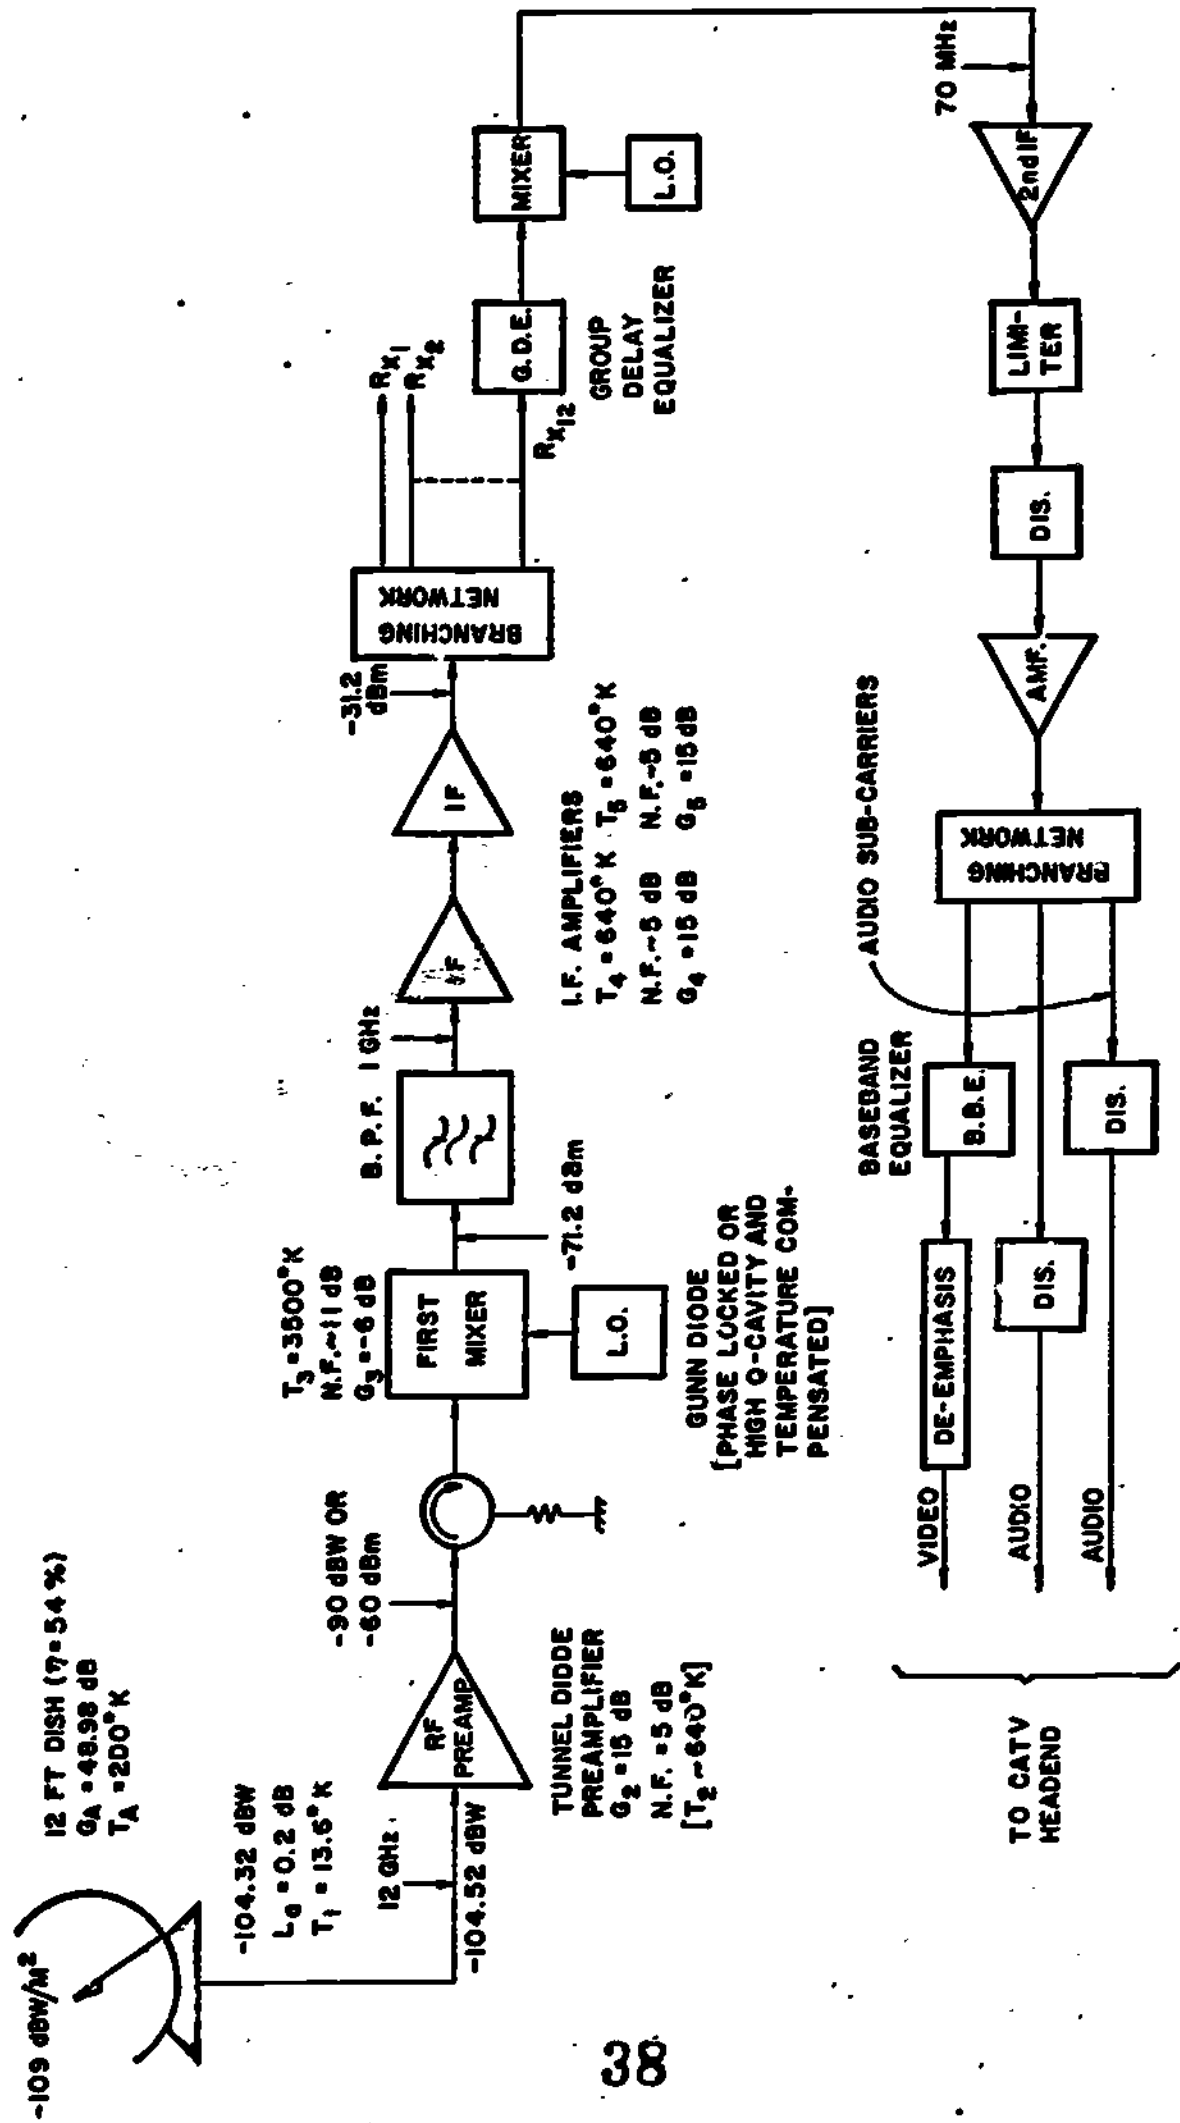 -109 dBW/M²
12 FT DISH (η=54%)
G_A = 48.98 dB
T_A = 200°K
-104.32 dBW
L_a = 0.2 dB
T_1 = 13.6°K
12 GHz
-104.52 dBW
RF
PREAMP
TUNNEL DIODE
PREAMPLIFIER
G_2 = 15 dB
N.F. = 5 dB
[T_2 ~640°K]
-90 dBW OR
-60 dBm
T_3 = 3500°K
N.F.~11 dB
G_3 = -6 dB
FIRST
MIXER
L.O.
GUNN DIODE
[PHASE LOCKED OR
HIGH Q-CAVITY AND
TEMPERATURE COM-
PENSATED]
-71.2 dBm
B.P.F.
1 GHz
IF
IF
I.F. AMPLIFIERS
T_4 = 640°K T_5 = 640°K
N.F.~5 dB N.F.~5 dB
G_4 = 15 dB G_5 = 15 dB
-31.2
dBm
BRANCHING
NETWORK
Rx_1
Rx_2
Rx_12
G.D.E.
GROUP
DELAY
EQUALIZER
MIXER
L.O.
70 MHz
2nd IF
LIMI-
TER
DIS.
AMP.
BRANCHING
NETWORK
AUDIO SUB-CARRIERS
BASEBAND
EQUALIZER
B.B.E.
DIS.
DE-EMPHASIS
DIS.
VIDEO
AUDIO
AUDIO
TO CATV
HEADEND
38